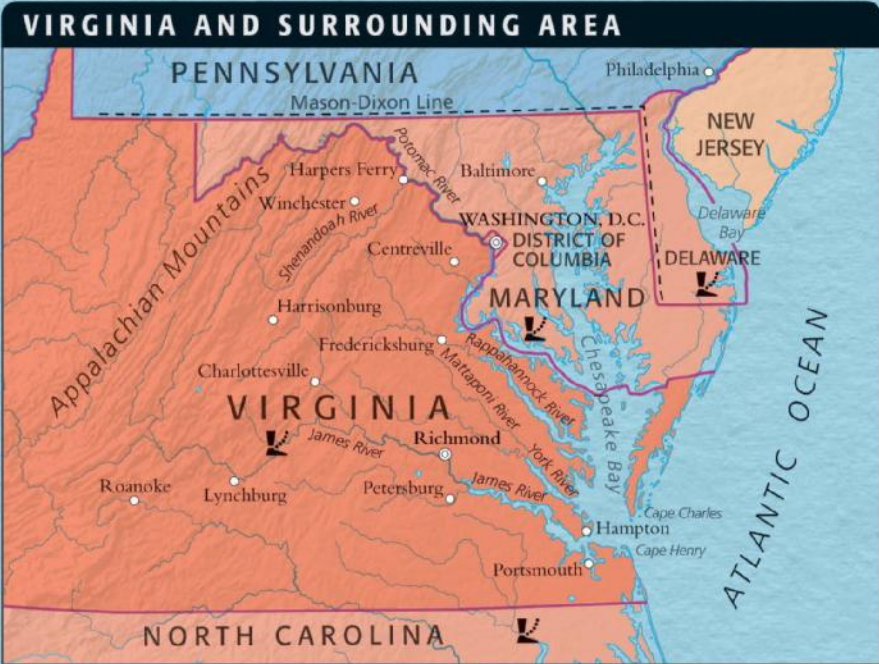 VIRGINIA AND SURROUNDING AREA
PENNSYLVANIA
Philadelphia
Mason-Dixon Line
NEW
JERSEY
Potomac River
Harpers Ferry
Baltimore
Winchester
Shenandoah River
Appalachian Mountains
WASHINGTON, D.C.
DISTRICT OF
COLUMBIA
Delaware
Bay
Centreville
DELAWARE
MARYLAND
Harrisonburg
Fredericksburg
Rappahannock River
Mattaponi River
Chesapeake Bay
Charlottesville
VIRGINIA
ATLANTIC OCEAN
James River
Richmond
York River
Roanoke
Lynchburg
Petersburg
James River
Cape Charles
Hampton
Cape Henry
Portsmouth
NORTH CAROLINA